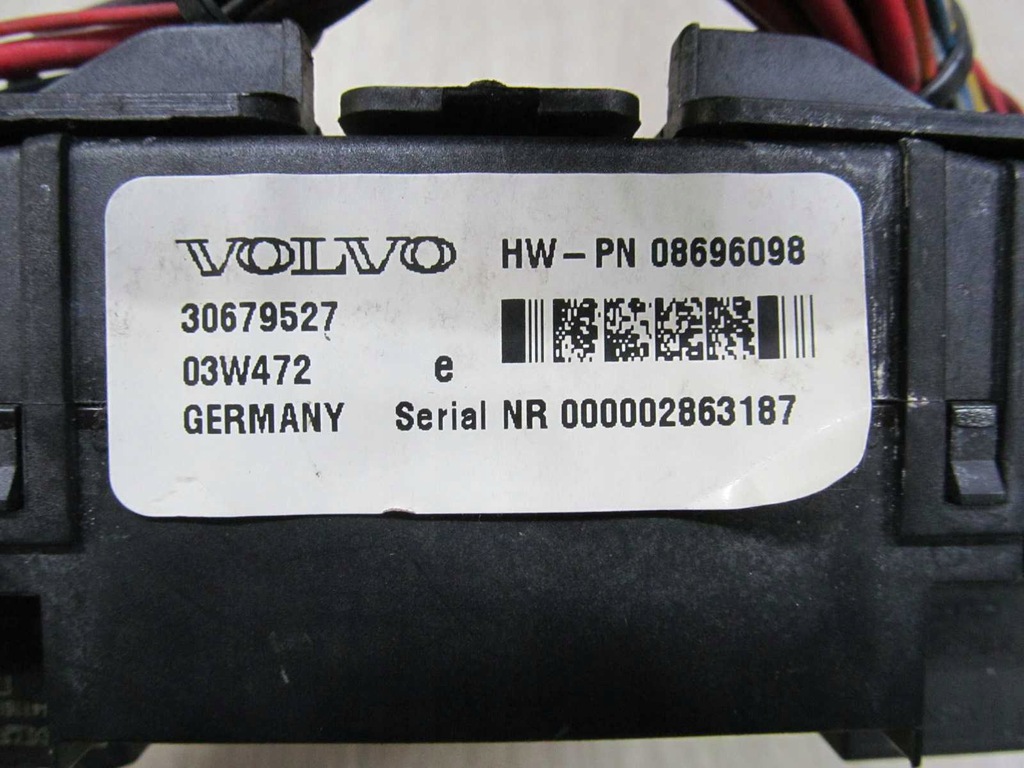 VOLVO HW-PN 08696098
30679527
03W472 e
GERMANY Serial NR 000002863187